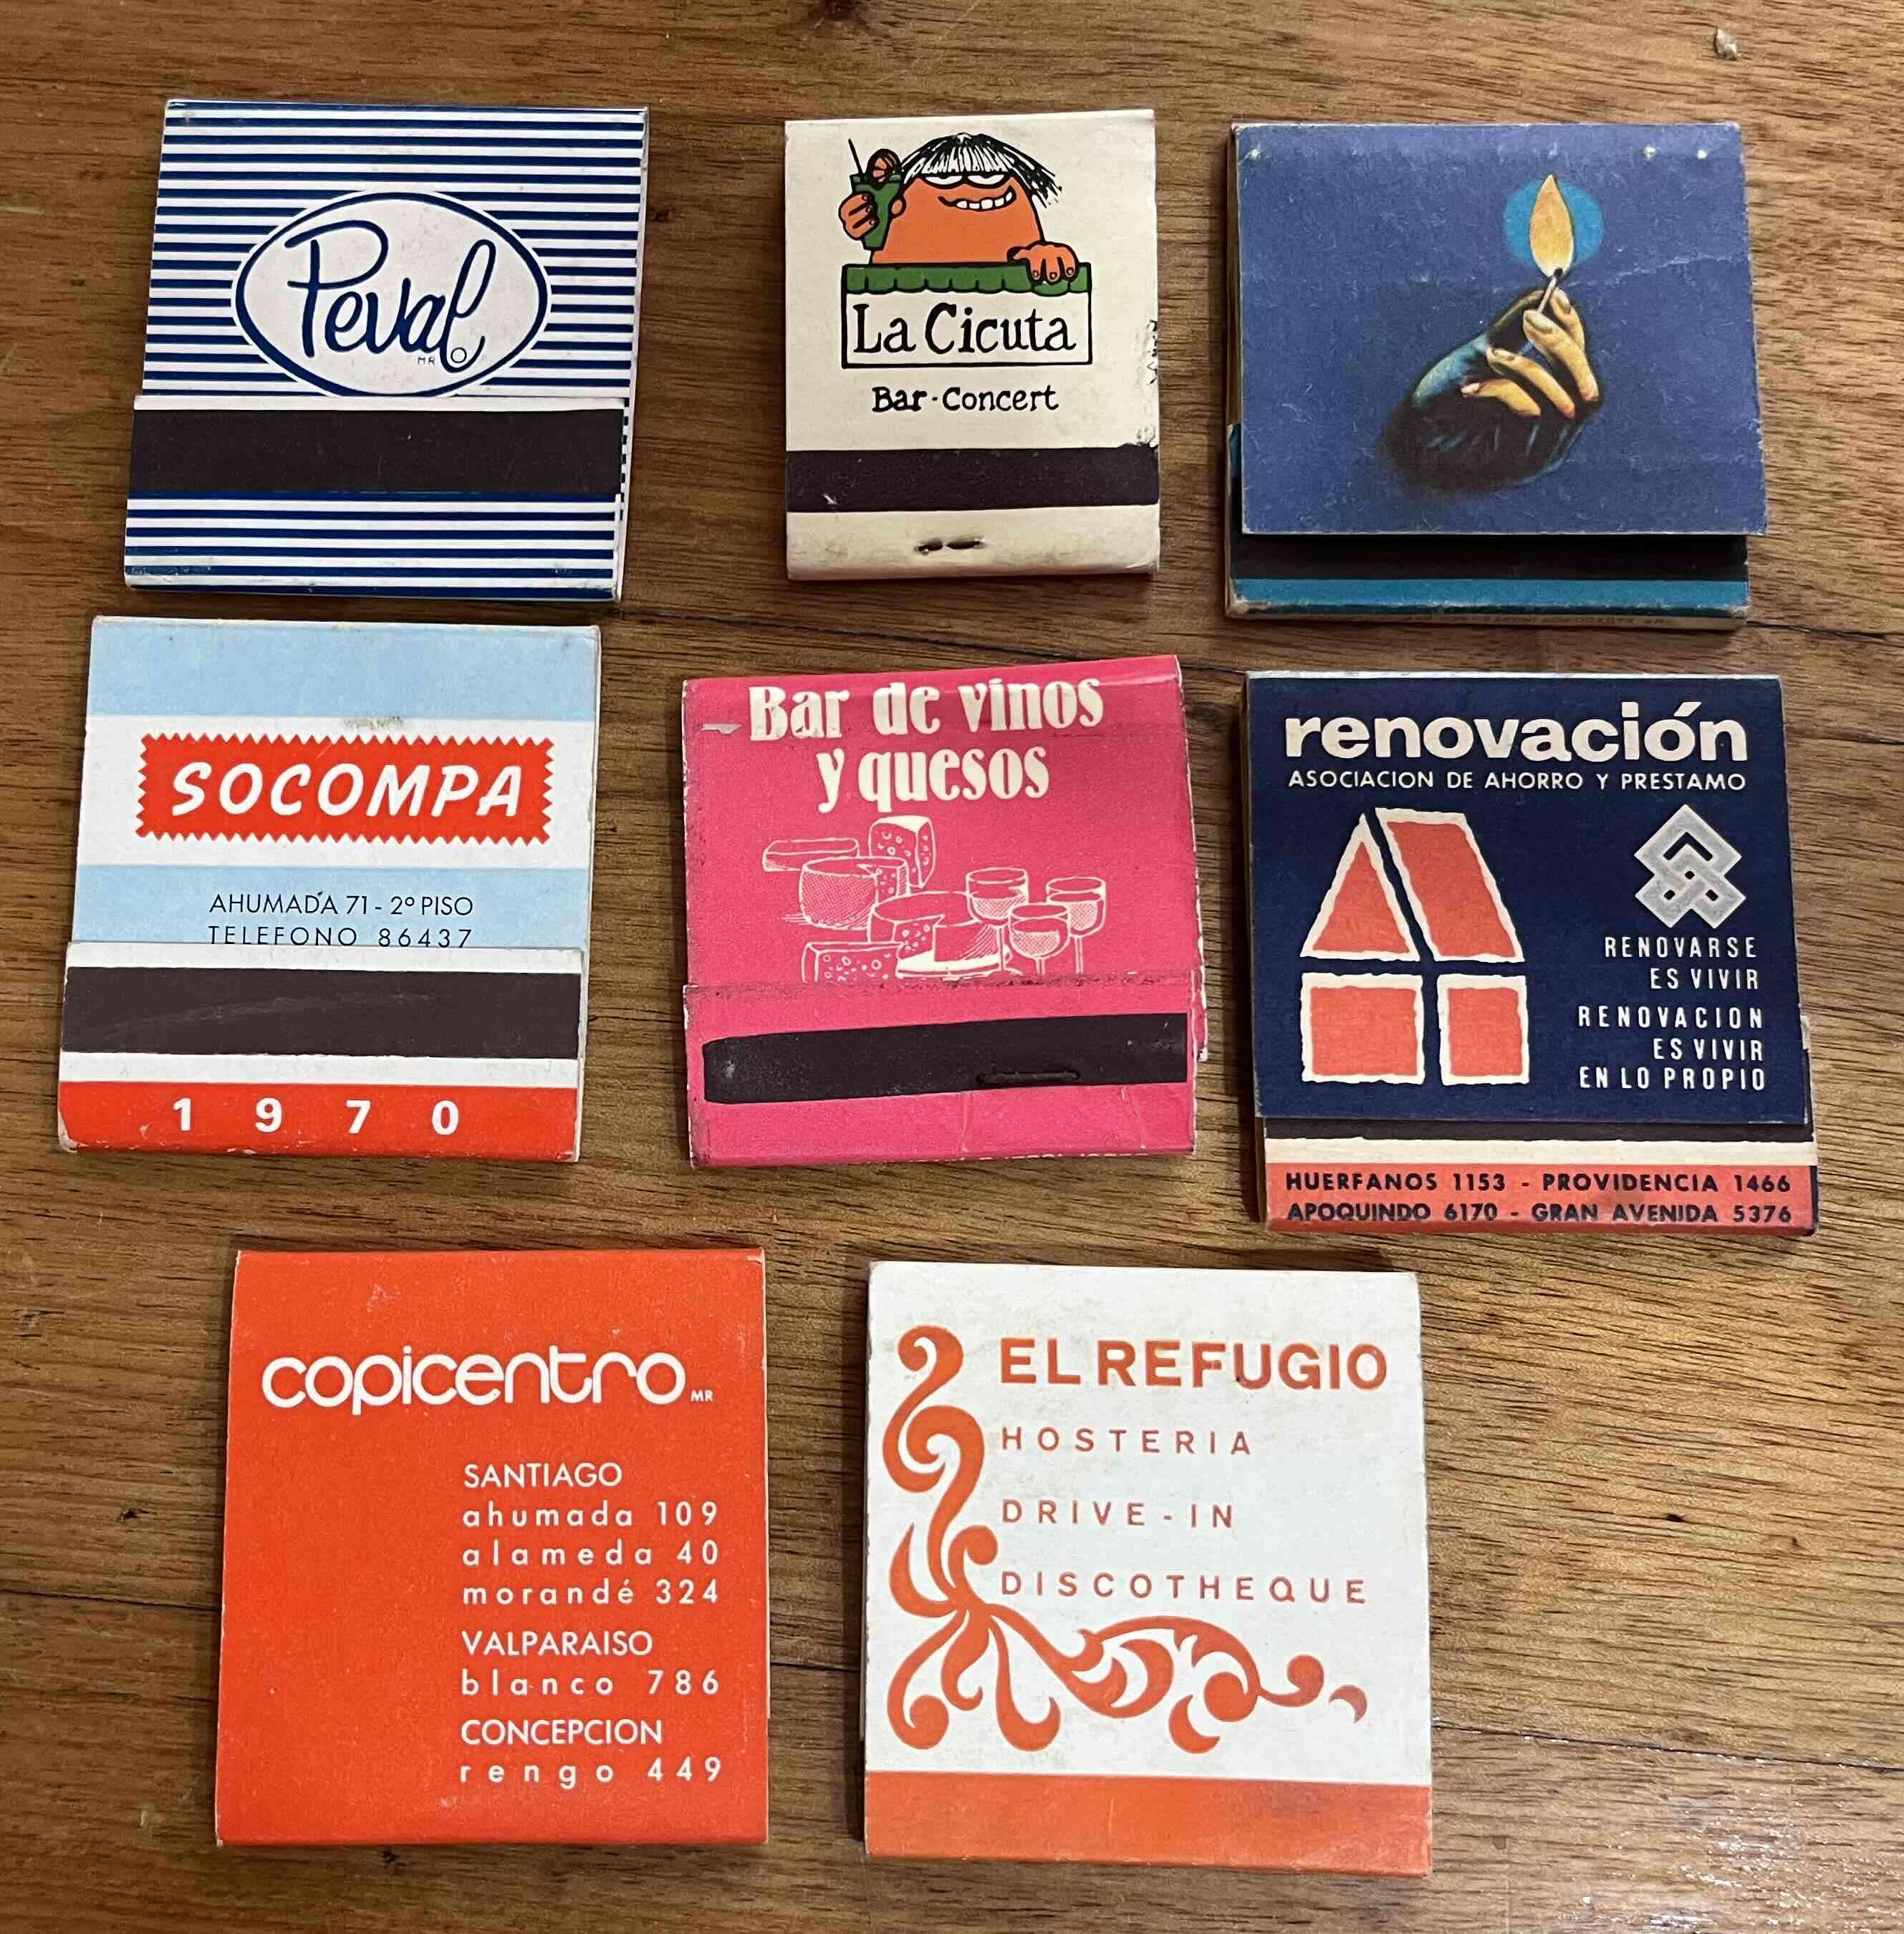 Peval
MR
La Cicuta
Bar-Concert
SOCOMPA
AHUMADA 71 - 2º PISO
TELEFONO 86437
1970
Bar de vinos
y quesos
renovación
ASOCIACION DE AHORRO Y PRESTAMO
RENOVARSE
ES VIVIR
RENOVACION
ES VIVIR
EN LO PROPIO
HUERFANOS 1153 - PROVIDENCIA 1466
APOQUINDO 6170 - GRAN AVENIDA 5376
copicentro MR
SANTIAGO
ahumada 109
alameda 40
morandé 324
VALPARAISO
blanco 786
CONCEPCION
rengo 449
EL REFUGIO
HOSTERIA
DRIVE-IN
DISCOTHEQUE